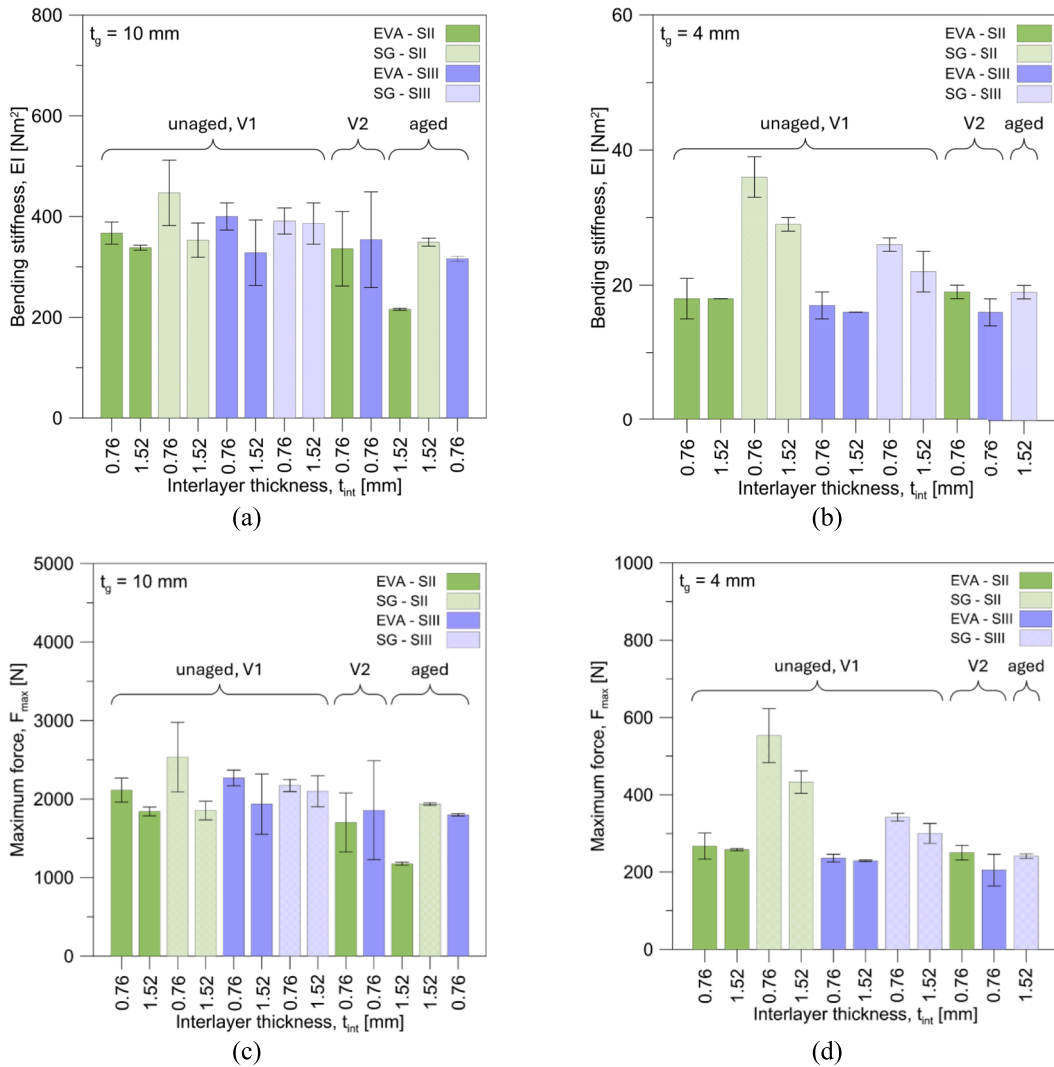 t_g = 10 mm
EVA - SII
SG - SII
EVA - SIII
SG - SIII
unaged, V1
V2
aged
Bending stiffness, EI [Nm²]
800
600
400
200
0
0.76 1.52 0.76 1.52 0.76 1.52 0.76 1.52 0.76 0.76 1.52 1.52 0.76
Interlayer thickness, t_int [mm]
(a)
t_g = 4 mm
EVA - SII
SG - SII
EVA - SIII
SG - SIII
unaged, V1
V2
aged
Bending stiffness, EI [Nm²]
60
40
20
0
0.76 1.52 0.76 1.52 0.76 1.52 0.76 1.52 0.76 0.76 1.52
Interlayer thickness, t_int [mm]
(b)
t_g = 10 mm
EVA - SII
SG - SII
EVA - SIII
SG - SIII
unaged, V1
V2
aged
Maximum force, F_max [N]
5000
4000
3000
2000
1000
0
0.76 1.52 0.76 1.52 0.76 1.52 0.76 1.52 0.76 0.76 1.52 1.52 0.76
Interlayer thickness, t_int [mm]
(c)
t_g = 4 mm
EVA - SII
SG - SII
EVA - SIII
SG - SIII
unaged, V1
V2
aged
Maximum force, F_max [N]
1000
800
600
400
200
0
0.76 1.52 0.76 1.52 0.76 1.52 0.76 1.52 0.76 0.76 1.52
Interlayer thickness, t_int [mm]
(d)